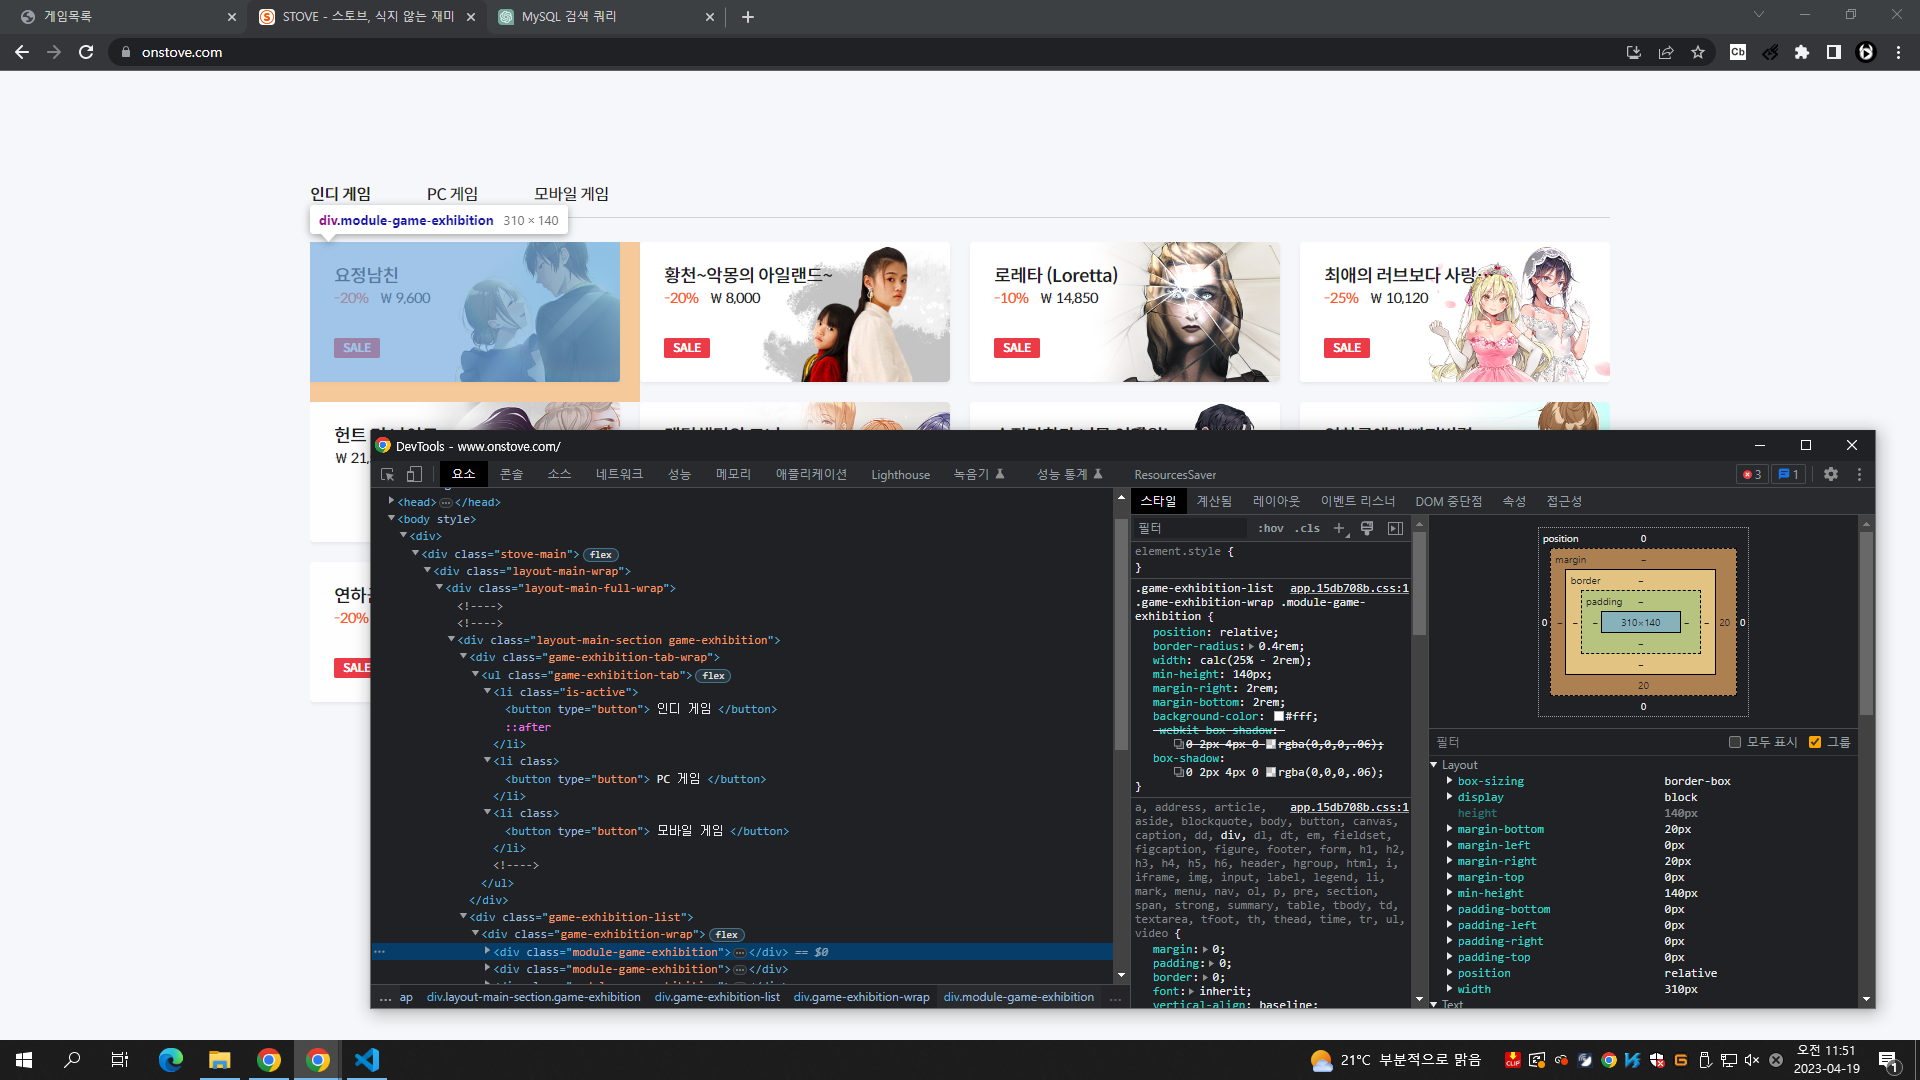 게임목록
STOVE - 스토브, 식지 않는 재미
MySQL 검색 쿼리
onstove.com
인디 게임
PC 게임
모바일 게임
div.module-game-exhibition 310 × 140
요정남친
-20% ₩ 9,600
SALE
황천~악몽의 아일랜드~
-20% ₩ 8,000
SALE
로레타 (Loretta)
-10% ₩ 14,850
SALE
최애의 러브보다 사랑
-25% ₩ 10,120
SALE
헌트
₩ 21,
연하
-20%
SALE
DevTools - www.onstove.com/
요소 콘솔 소스 네트워크 성능 메모리 애플리케이션 Lighthouse 녹음기 성능 통계 ResourcesSaver
3 1
<head> … </head>
<body style>
<div>
<div class="stove-main"> flex
<div class="layout-main-wrap">
<div class="layout-main-full-wrap">
<!---->
<!---->
<div class="layout-main-section game-exhibition">
<div class="game-exhibition-tab-wrap">
<ul class="game-exhibition-tab"> flex
<li class="is-active">
<button type="button"> 인디 게임 </button>
::after
</li>
<li class>
<button type="button"> PC 게임 </button>
</li>
<li class>
<button type="button"> 모바일 게임 </button>
</li>
<!---->
</ul>
</div>
<div class="game-exhibition-list">
<div class="game-exhibition-wrap"> flex
<div class="module-game-exhibition"> … </div> == $0
<div class="module-game-exhibition"> … </div>
… ap div.layout-main-section.game-exhibition div.game-exhibition-list div.game-exhibition-wrap div.module-game-exhibition …
스타일 계산됨 레이아웃 이벤트 리스너 DOM 중단점 속성 접근성
필터 :hov .cls
element.style {
}
.game-exhibition-list app.15db708b.css:1
.game-exhibition-wrap .module-game-
exhibition {
position: relative;
border-radius: 0.4rem;
width: calc(25% - 2rem);
min-height: 140px;
margin-right: 2rem;
margin-bottom: 2rem;
background-color: #fff;
-webkit-box-shadow:
0 2px 4px 0 rgba(0,0,0,.06);
box-shadow:
0 2px 4px 0 rgba(0,0,0,.06);
}
a, address, article, app.15db708b.css:1
aside, blockquote, body, button, canvas,
caption, dd, div, dl, dt, em, fieldset,
figcaption, figure, footer, form, h1, h2,
h3, h4, h5, h6, header, hgroup, html, i,
iframe, img, input, label, legend, li,
mark, menu, nav, ol, p, pre, section,
span, strong, summary, table, tbody, td,
textarea, tfoot, th, thead, time, tr, ul,
video {
margin: 0;
padding: 0;
border: 0;
font: inherit;
vertical-align: baseline;
position 0
margin –
border –
padding –
0 – – – 310×140 – – 20 0
–
–
20
0
필터 모두 표시 그룹
Layout
box-sizing border-box
display block
height 140px
margin-bottom 20px
margin-left 0px
margin-right 20px
margin-top 0px
min-height 140px
padding-bottom 0px
padding-left 0px
padding-right 0px
padding-top 0px
position relative
width 310px
Text
21°C 부분적으로 맑음
오전 11:51
2023-04-19
1